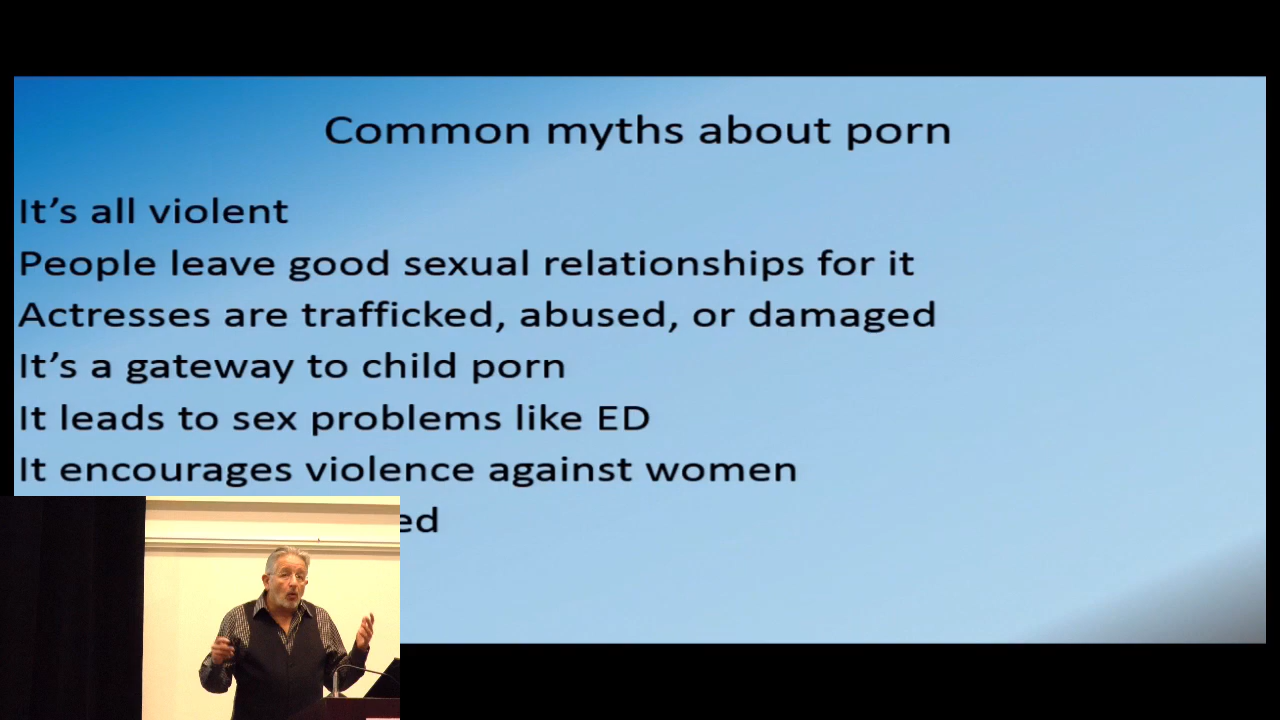 Common myths about porn
It's all violent
People leave good sexual relationships for it
Actresses are trafficked, abused, or damaged
It's a gateway to child porn
It leads to sex problems like ED
It encourages violence against women